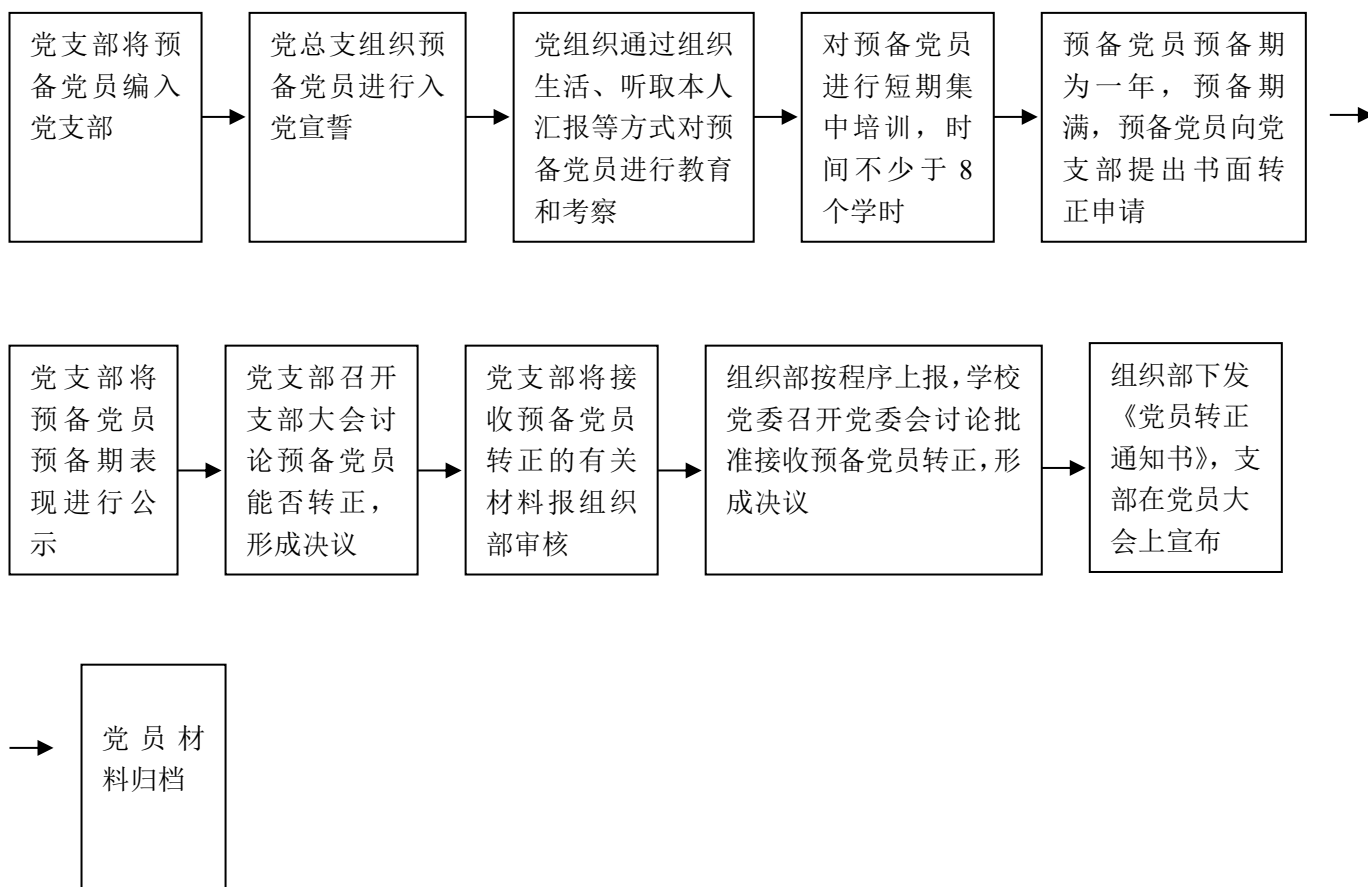 党支部将预
备党员编入
党支部
党总支组织预
备党员进行入
党宣誓
党组织通过组织
生活、听取本人
汇报等方式对预
备党员进行教育
和考察
对预备党员
进行短期集
中培训，时
间不少于 8
个学时
预备党员预备期
为一年，预备期
满，预备党员向党
支部提出书面转
正申请
党支部将
预备党员
预备期表
现进行公
示
党支部召开
支部大会讨
论预备党员
能否转正，
形成决议
党支部将接
收预备党员
转正的有关
材料报组织
部审核
组织部按程序上报，学校
党委召开党委会讨论批
准接收预备党员转正，形
成决议
组织部下发
《党员转正
通知书》，支
部在党员大
会上宣布
党员材
料归档